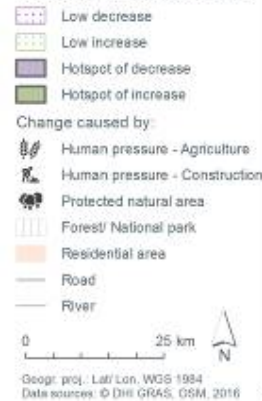 Low decrease
Low increase
Hotspot of decrease
Hotspot of increase
Change caused by:
Human pressure - Agriculture
Human pressure - Construction
Protected natural area
Forest/ National park
Residential area
Road
River
0 25 km
N
Geogr. proj.: Lat/ Lon, WGS 1984
Data sources: © DHI GRAS, OSM, 2016